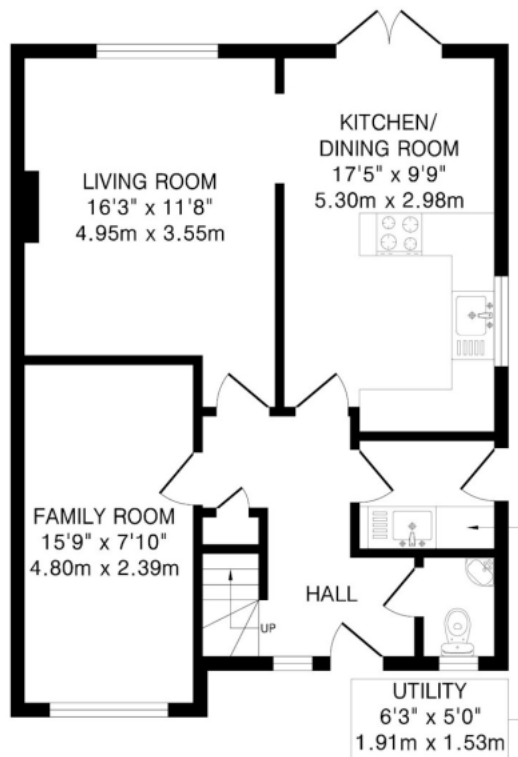 KITCHEN/
DINING ROOM
17'5" x 9'9"
5.30m x 2.98m
LIVING ROOM
16'3" x 11'8"
4.95m x 3.55m
FAMILY ROOM
15'9" x 7'10"
4.80m x 2.39m
HALL
UP
UTILITY
6'3" x 5'0"
1.91m x 1.53m